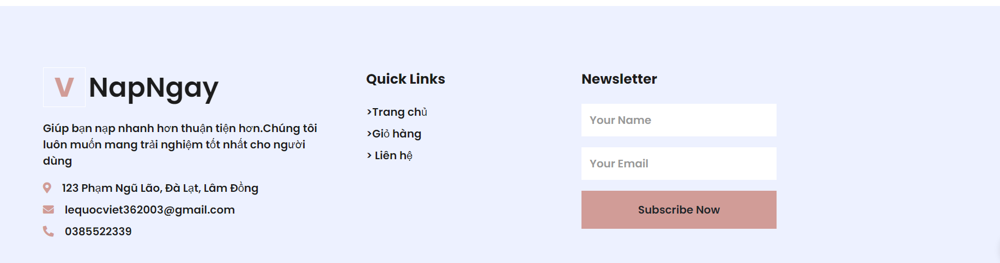 V NapNgay
Giúp bạn nạp nhanh hơn thuận tiện hơn.Chúng tôi
luôn muốn mang trải nghiệm tốt nhất cho người
dùng
123 Phạm Ngũ Lão, Đà Lạt, Lâm Đồng
lequocviet362003@gmail.com
0385522339
Quick Links
>Trang chủ
>Giỏ hàng
> Liên hệ
Newsletter
Your Name
Your Email
Subscribe Now